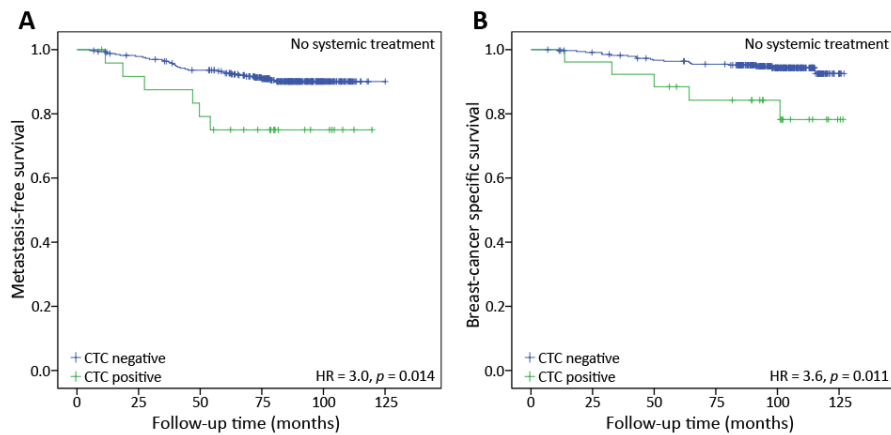 A
No systemic treatment
Metastasis-free survival
1.0
0.8
0.6
0.4
0.2
0.0
CTC negative
CTC positive
HR = 3.0, p = 0.014
0 25 50 75 100 125
Follow-up time (months)
B
No systemic treatment
Breast-cancer specific survival
1.0
0.8
0.6
0.4
0.2
0.0
CTC negative
CTC positive
HR = 3.6, p = 0.011
0 25 50 75 100 125
Follow-up time (months)